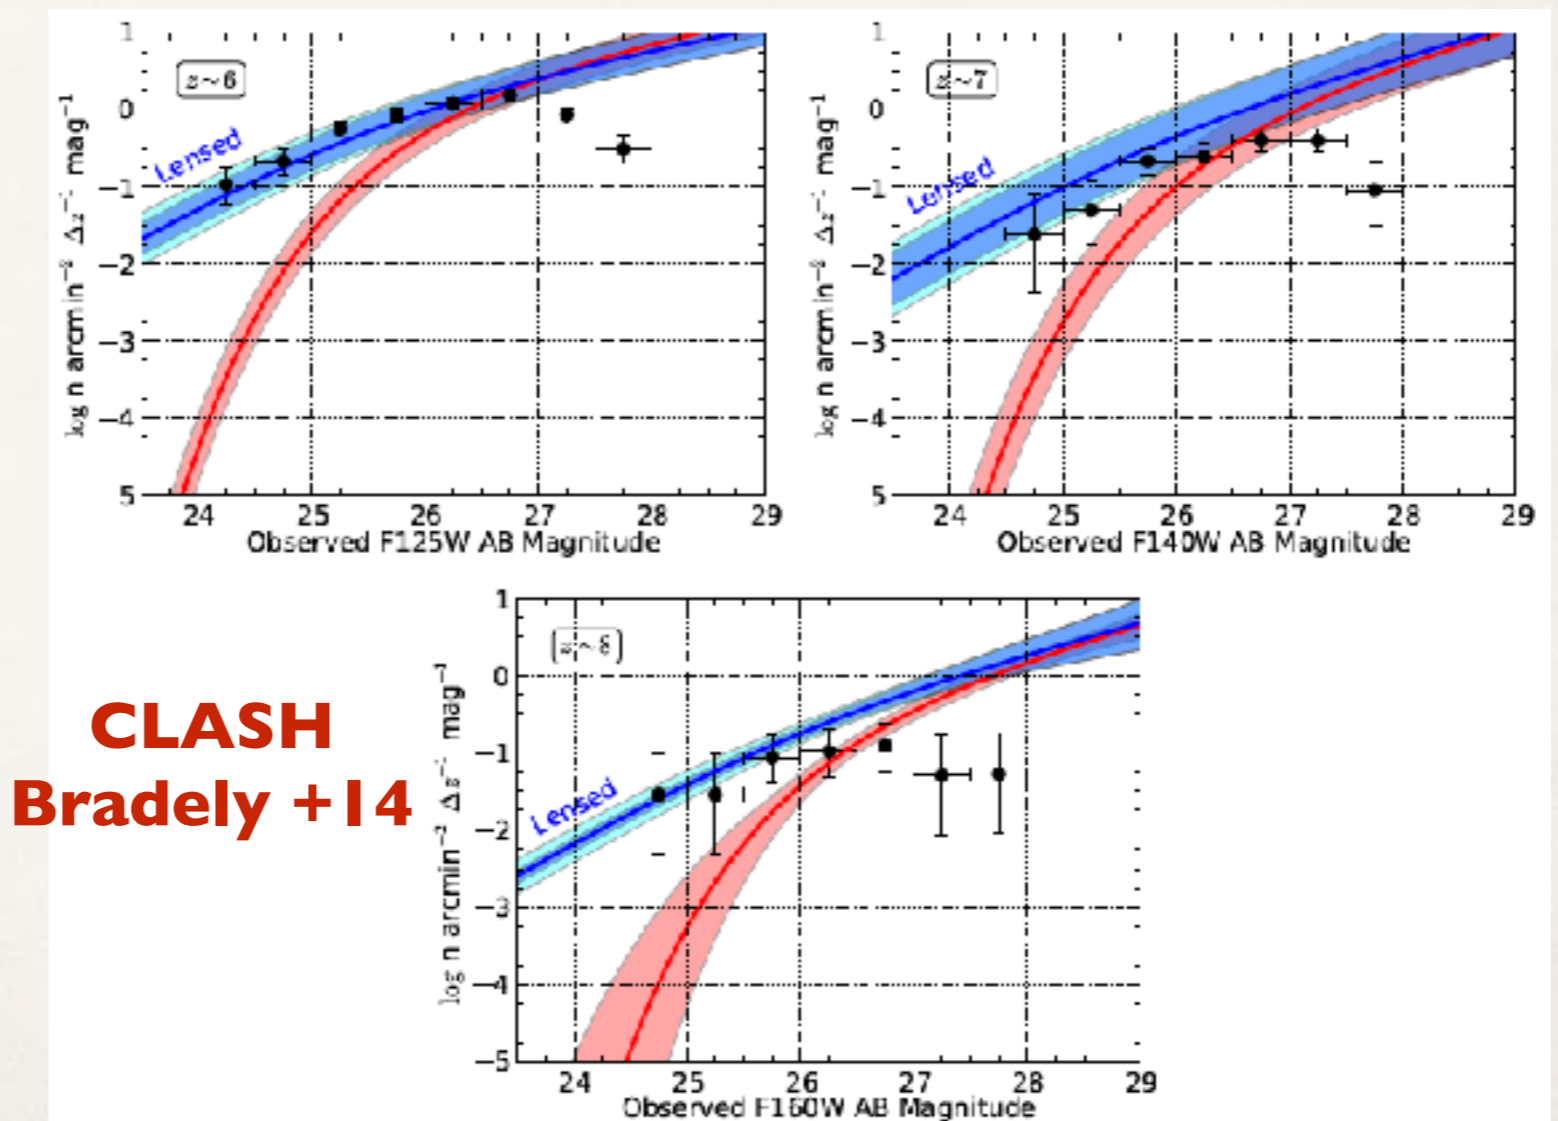 z~6
Lensed
log n arcmin⁻² Δz⁻¹ mag⁻¹
1
0
−1
−2
−3
−4
5
24 25 26 27 28 29
Observed F125W AB Magnitude
z~7
Lensed
log n arcmin⁻² Δz⁻¹ mag⁻¹
1
0
−1
−2
−3
−4
5
24 25 26 27 28 29
Observed F140W AB Magnitude
CLASH
Bradely +14
Lensed
log n arcmin⁻² Δz⁻¹ mag⁻¹
1
0
−1
−2
−3
−4
−5
24 25 26 27 28 29
Observed F160W AB Magnitude